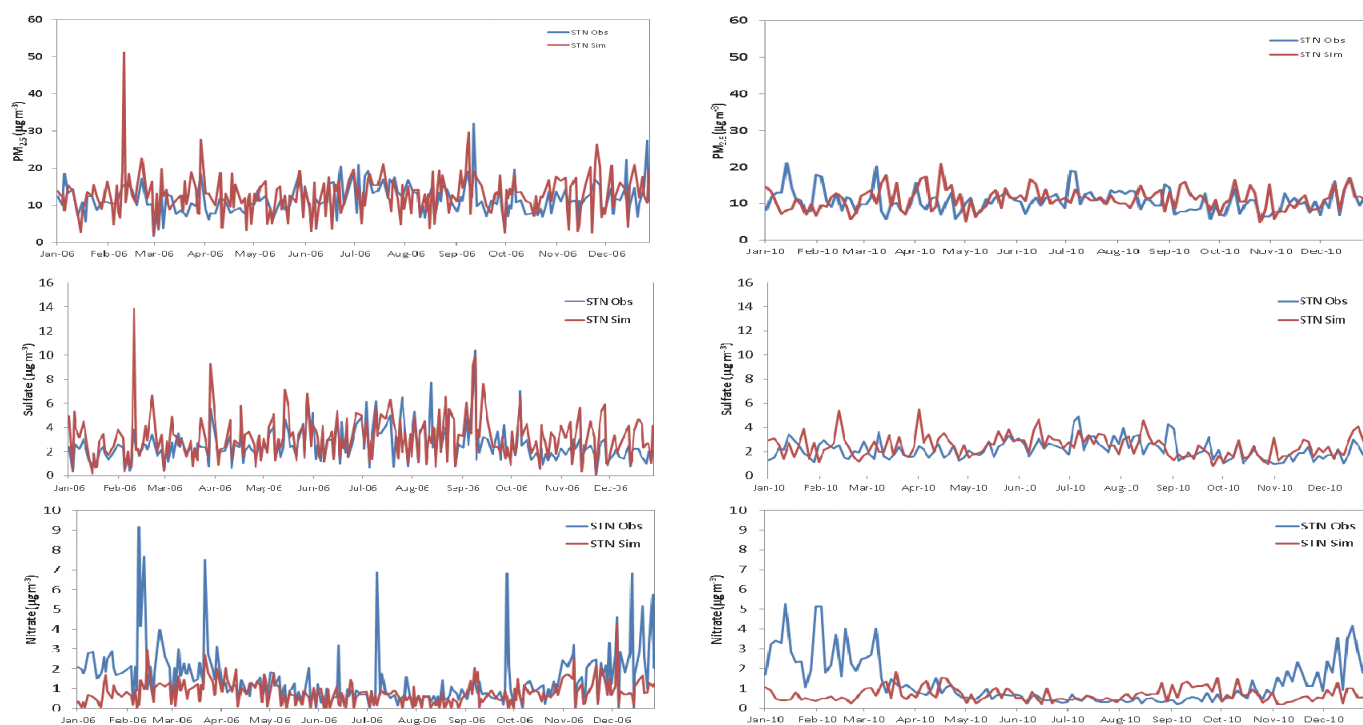 60
50
40
30
20
10
0
PM2.5 (µg m-3)
STN Obs
STN Sim
Jan-06 Feb-06 Mar-06 Apr-06 May-06 Jun-06 Jul-06 Aug-06 Sep-06 Oct-06 Nov-06 Dec-06
60
50
40
30
20
10
0
PM2.5 (µg m-3)
STN Obs
STN Sim
Jan-10 Feb-10 Mar-10 Apr-10 May-10 Jun-10 Jul-10 Aug-10 Sep-10 Oct-10 Nov-10 Dec-10
16
14
12
10
8
6
4
2
0
Sulfate (µg m-3)
STN Obs
STN Sim
Jan-06 Feb-06 Mar-06 Apr-06 May-06 Jun-06 Jul-06 Aug-06 Sep-06 Oct-06 Nov-06 Dec-06
16
14
12
10
8
6
4
2
0
Sulfate (µg m-3)
STN Obs
STN Sim
Jan-10 Feb-10 Mar-10 Apr-10 May-10 Jun-10 Jul-10 Aug-10 Sep-10 Oct-10 Nov-10 Dec-10
10
9
8
7
6
5
4
3
2
1
0
Nitrate (µg m-3)
STN Obs
STN Sim
Jan-06 Feb-06 Mar-06 Apr-06 May-06 Jun-06 Jul-06 Aug-06 Sep-06 Oct-06 Nov-06 Dec-06
10
9
8
7
6
5
4
3
2
1
0
Nitrate (µg m-3)
STN Obs
STN Sim
Jan-10 Feb-10 Mar-10 Apr-10 May-10 Jun-10 Jul-10 Aug-10 Sep-10 Oct-10 Nov-10 Dec-10